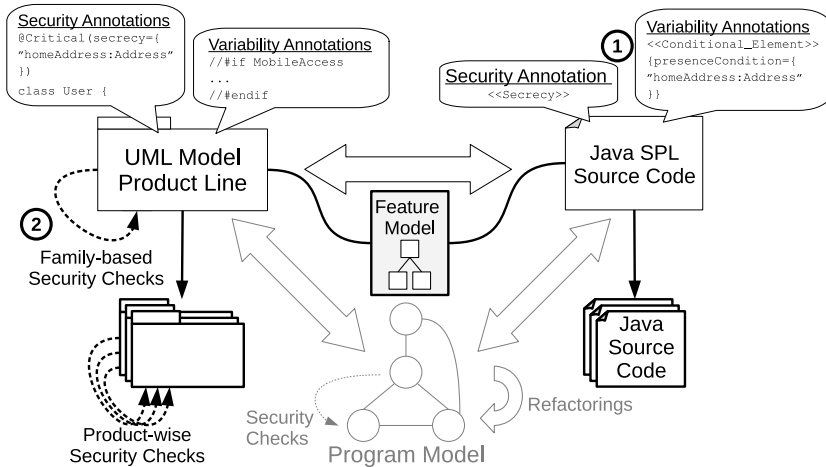 Security Annotations
@Critical(secrecy={
"homeAddress:Address"
})
class User {
Variability Annotations
//#if MobileAccess
...
//#endif
1
Security Annotation
<<Secrecy>>
Variability Annotations
<<Conditional_Element>>
{presenceCondition={
"homeAddress:Address"
}}
UML Model
Product Line
Java SPL
Source Code
Feature
Model
2
Family-based
Security Checks
Java
Source
Code
Security
Checks
Refactorings
Product-wise
Security Checks
Program Model